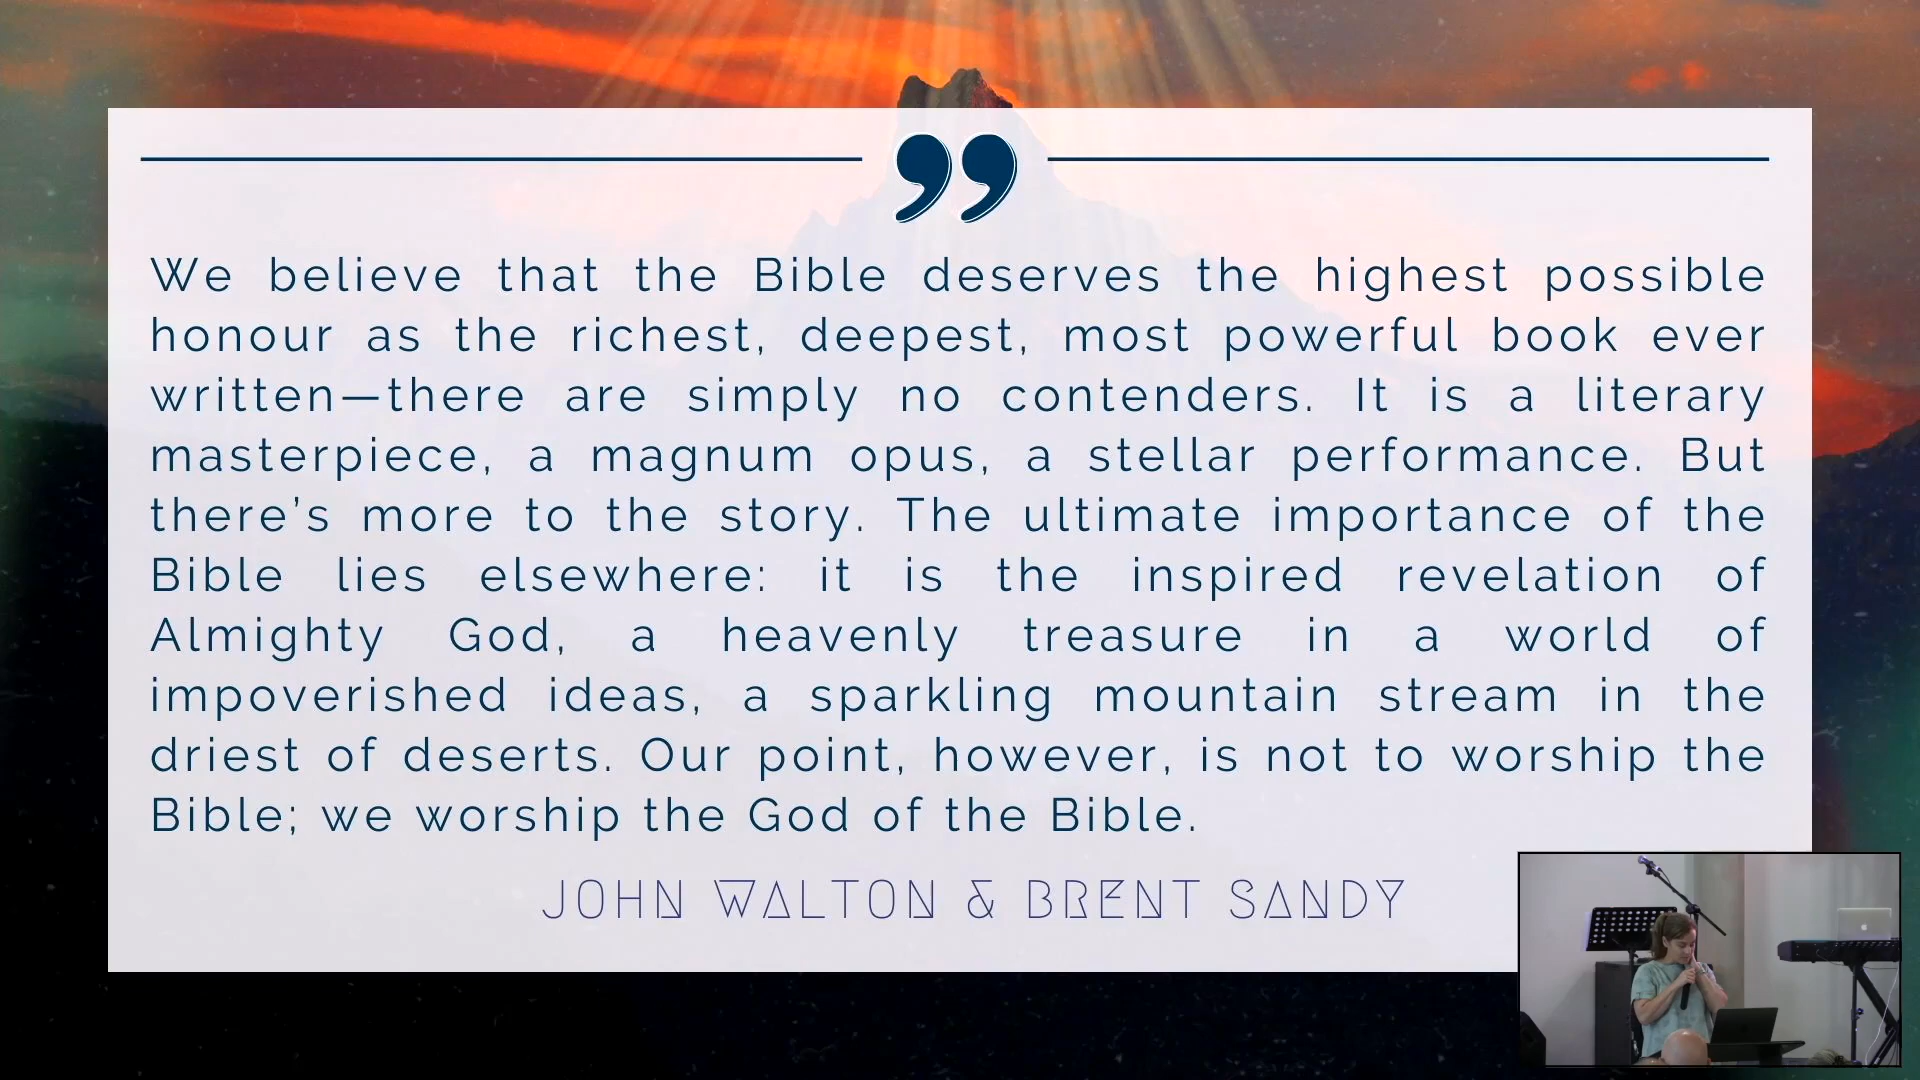 We believe that the Bible deserves the highest possible
honour as the richest, deepest, most powerful book ever
written—there are simply no contenders. It is a literary
masterpiece, a magnum opus, a stellar performance. But
there’s more to the story. The ultimate importance of the
Bible lies elsewhere: it is the inspired revelation of
Almighty God, a heavenly treasure in a world of
impoverished ideas, a sparkling mountain stream in the
driest of deserts. Our point, however, is not to worship the
Bible; we worship the God of the Bible.
JOHN WALTON & BRENT SANDY